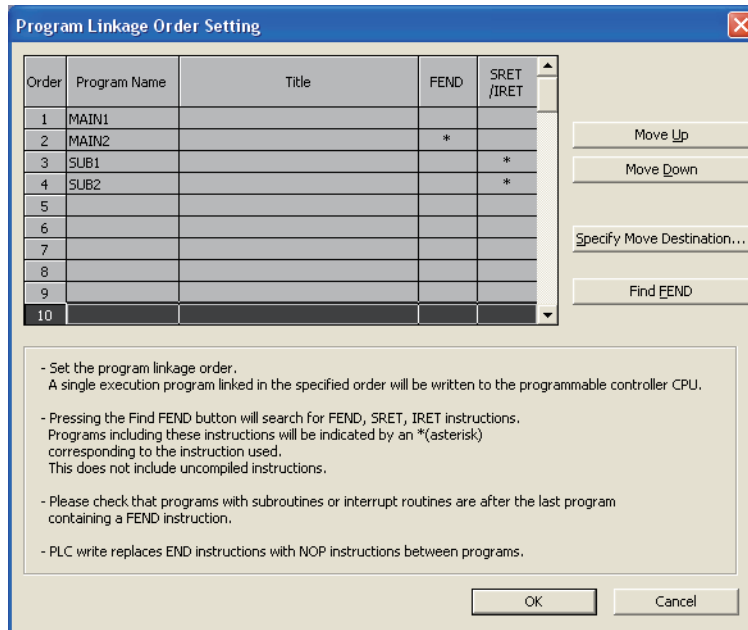 Program Linkage Order Setting
Order Program Name Title FEND SRET /IRET
1 MAIN1
2 MAIN2 *
3 SUB1 *
4 SUB2 *
5
6
7
8
9
10
Move Up
Move Down
Specify Move Destination...
Find FEND
- Set the program linkage order.
A single execution program linked in the specified order will be written to the programmable controller CPU.
- Pressing the Find FEND button will search for FEND, SRET, IRET instructions.
Programs including these instructions will be indicated by an *(asterisk)
corresponding to the instruction used.
This does not include uncompiled instructions.
- Please check that programs with subroutines or interrupt routines are after the last program
containing a FEND instruction.
- PLC write replaces END instructions with NOP instructions between programs.
OK
Cancel